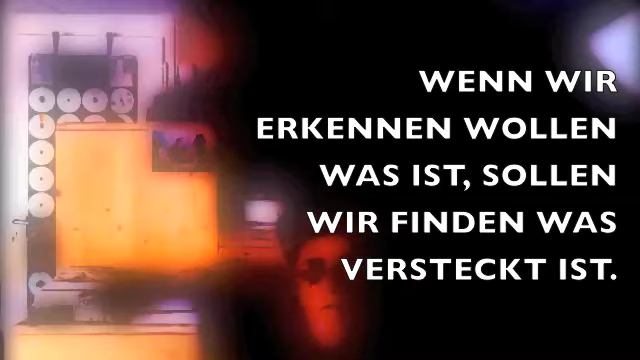 WENN WIR
ERKENNEN WOLLEN
WAS IST, SOLLEN
WIR FINDEN WAS
VERSTECKT IST.